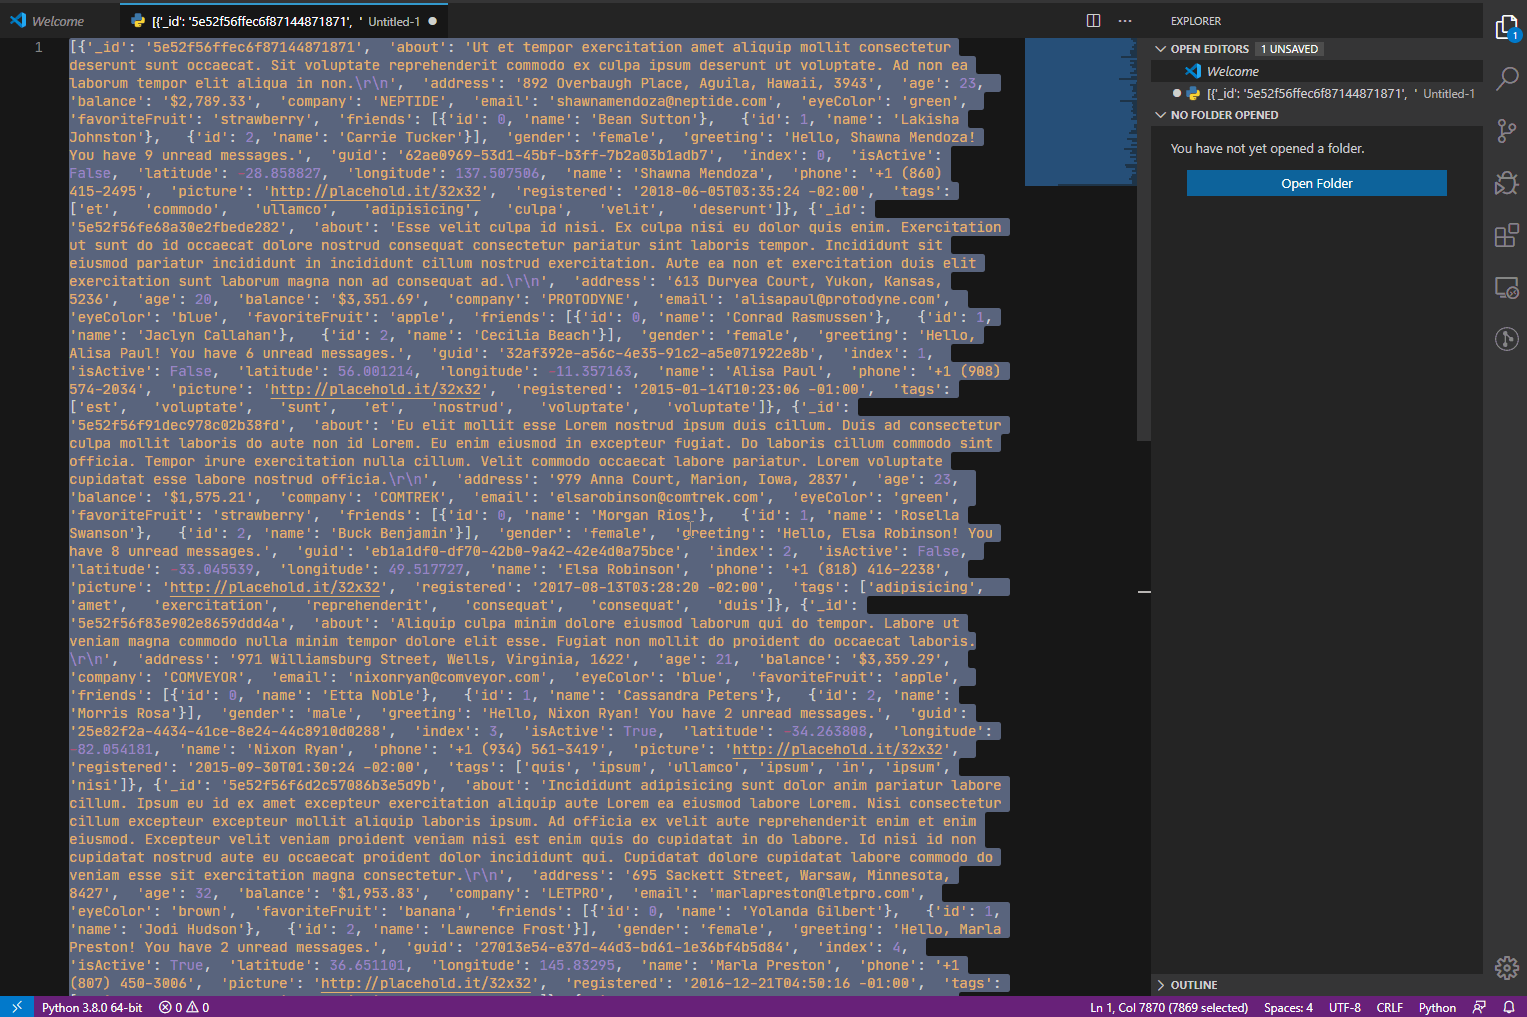 Welcome
[{'_id': '5e52f56ffec6f87144871871', ' Untitled-1
1
[{'_id': '5e52f56ffec6f87144871871', 'about': 'Ut et tempor exercitation amet aliquip mollit consectetur
deserunt sunt occaecat. Sit voluptate reprehenderit commodo ex culpa ipsum deserunt ut voluptate. Ad non ea
laborum tempor elit aliqua in non.\r\n', 'address': '892 Overbaugh Place, Aguila, Hawaii, 3943', 'age': 23,
'balance': '$2,789.33', 'company': 'NEPTIDE', 'email': 'shawnamendoza@neptide.com', 'eyeColor': 'green',
'favoriteFruit': 'strawberry', 'friends': [{'id': 0, 'name': 'Bean Sutton'}, {'id': 1, 'name': 'Lakisha
Johnston'}, {'id': 2, 'name': 'Carrie Tucker'}], 'gender': 'female', 'greeting': 'Hello, Shawna Mendoza!
You have 9 unread messages.', 'guid': '62ae0969-53d1-45bf-b3ff-7b2a03b1adb7', 'index': 0, 'isActive':
False, 'latitude': -28.858827, 'longitude': 137.507506, 'name': 'Shawna Mendoza', 'phone': '+1 (860)
415-2495', 'picture': 'http://placehold.it/32x32', 'registered': '2018-06-05T03:35:24 -02:00', 'tags':
['et', 'commodo', 'ullamco', 'adipisicing', 'culpa', 'velit', 'deserunt']}, {'_id':
'5e52f56fe68a30e2fbede282', 'about': 'Esse velit culpa id nisi. Ex culpa nisi eu dolor quis enim. Exercitation
ut sunt do id occaecat dolore nostrud consequat consectetur pariatur sint laboris tempor. Incididunt sit
eiusmod pariatur incididunt in incididunt cillum nostrud exercitation. Aute ea non et exercitation duis elit
exercitation sunt laborum magna non ad consequat ad.\r\n', 'address': '613 Duryea Court, Yukon, Kansas,
5236', 'age': 20, 'balance': '$3,351.69', 'company': 'PROTODYNE', 'email': 'alisapaul@protodyne.com',
'eyeColor': 'blue', 'favoriteFruit': 'apple', 'friends': [{'id': 0, 'name': 'Conrad Rasmussen'}, {'id': 1,
'name': 'Jaclyn Callahan'}, {'id': 2, 'name': 'Cecilia Beach'}], 'gender': 'female', 'greeting': 'Hello,
Alisa Paul! You have 6 unread messages.', 'guid': '32af392e-a56c-4e35-91c2-a5e071922e8b', 'index': 1,
'isActive': False, 'latitude': 56.001214, 'longitude': -11.357163, 'name': 'Alisa Paul', 'phone': '+1 (908)
574-2034', 'picture': 'http://placehold.it/32x32', 'registered': '2015-01-14T10:23:06 -01:00', 'tags':
['est', 'voluptate', 'sunt', 'et', 'nostrud', 'voluptate', 'voluptate']}, {'_id':
'5e52f56f91dec978c02b38fd', 'about': 'Eu elit mollit esse Lorem nostrud ipsum duis cillum. Duis ad consectetur
culpa mollit laboris do aute non id Lorem. Eu enim eiusmod in excepteur fugiat. Do laboris cillum commodo sint
officia. Tempor irure exercitation nulla cillum. Velit commodo occaecat labore pariatur. Lorem voluptate
cupidatat esse labore nostrud officia.\r\n', 'address': '979 Anna Court, Marion, Iowa, 2837', 'age': 23,
'balance': '$1,575.21', 'company': 'COMTREK', 'email': 'elsarobinson@comtrek.com', 'eyeColor': 'green',
'favoriteFruit': 'strawberry', 'friends': [{'id': 0, 'name': 'Morgan Rios'}, {'id': 1, 'name': 'Rosella
Swanson'}, {'id': 2, 'name': 'Buck Benjamin'}], 'gender': 'female', 'greeting': 'Hello, Elsa Robinson! You
have 8 unread messages.', 'guid': 'eb1a1df0-df70-42b0-9a42-42e4d0a75bce', 'index': 2, 'isActive': False,
'latitude': -33.045539, 'longitude': 49.517727, 'name': 'Elsa Robinson', 'phone': '+1 (818) 416-2238',
'picture': 'http://placehold.it/32x32', 'registered': '2017-08-13T03:28:20 -02:00', 'tags': ['adipisicing',
'amet', 'exercitation', 'reprehenderit', 'consequat', 'consequat', 'duis']}, {'_id':
'5e52f56f83e902e8659ddd4a', 'about': 'Aliquip culpa minim dolore eiusmod laborum qui do tempor. Labore ut
veniam magna commodo nulla minim tempor dolore elit esse. Fugiat non mollit do proident do occaecat laboris.
\r\n', 'address': '971 Williamsburg Street, Wells, Virginia, 1622', 'age': 21, 'balance': '$3,359.29',
'company': 'COMVEYOR', 'email': 'nixonryan@comveyor.com', 'eyeColor': 'blue', 'favoriteFruit': 'apple',
'friends': [{'id': 0, 'name': 'Etta Noble'}, {'id': 1, 'name': 'Cassandra Peters'}, {'id': 2, 'name':
'Morris Rosa'}], 'gender': 'male', 'greeting': 'Hello, Nixon Ryan! You have 2 unread messages.', 'guid':
'25e82f2a-4434-41ce-8e24-44c8910d0288', 'index': 3, 'isActive': True, 'latitude': -34.263808, 'longitude':
-82.054181, 'name': 'Nixon Ryan', 'phone': '+1 (934) 561-3419', 'picture': 'http://placehold.it/32x32',
'registered': '2015-09-30T01:30:24 -02:00', 'tags': ['quis', 'ipsum', 'ullamco', 'ipsum', 'in', 'ipsum',
'nisi']}, {'_id': '5e52f56f6d2c57086b3e5d9b', 'about': 'Incididunt adipisicing sunt dolor anim pariatur labore
cillum. Ipsum eu id ex amet excepteur exercitation aliquip aute Lorem ea eiusmod labore Lorem. Nisi consectetur
cillum excepteur excepteur mollit aliquip laboris ipsum. Ad officia ex velit aute reprehenderit enim et enim
eiusmod. Excepteur velit veniam proident veniam nisi est enim quis do cupidatat in do labore. Id nisi id non
cupidatat nostrud aute eu occaecat proident dolor incididunt qui. Cupidatat dolore cupidatat labore commodo do
veniam esse sit exercitation magna consectetur.\r\n', 'address': '695 Sackett Street, Warsaw, Minnesota,
8427', 'age': 32, 'balance': '$1,953.83', 'company': 'LETPRO', 'email': 'marlapreston@letpro.com',
'eyeColor': 'brown', 'favoriteFruit': 'banana', 'friends': [{'id': 0, 'name': 'Yolanda Gilbert'}, {'id': 1,
'name': 'Jodi Hudson'}, {'id': 2, 'name': 'Lawrence Frost'}], 'gender': 'female', 'greeting': 'Hello, Marla
Preston! You have 2 unread messages.', 'guid': '27013e54-e37d-44d3-bd61-1e36bf4b5d84', 'index': 4,
'isActive': True, 'latitude': 36.651101, 'longitude': 145.83295, 'name': 'Marla Preston', 'phone': '+1
(807) 450-3006', 'picture': 'http://placehold.it/32x32', 'registered': '2016-12-21T04:50:16 -01:00', 'tags':
EXPLORER
OPEN EDITORS 1 UNSAVED
Welcome
[{'_id': '5e52f56ffec6f87144871871', ' Untitled-1
NO FOLDER OPENED
You have not yet opened a folder.
Open Folder
OUTLINE
1
Python 3.8.0 64-bit 0 0
Ln 1, Col 7870 (7869 selected) Spaces: 4 UTF-8 CRLF Python